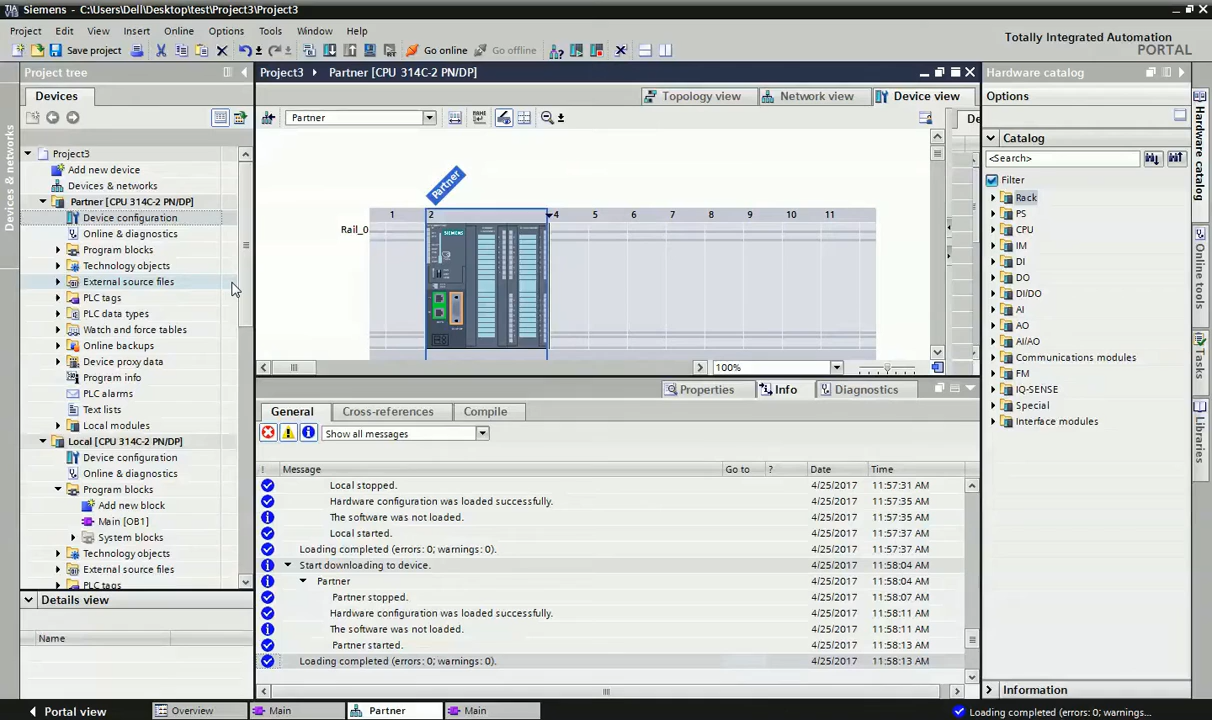 Siemens - C:\Users\Dell\Desktop\test\Project3\Project3
Project Edit View Insert Online Options Tools Window Help
Totally Integrated Automation
PORTAL
Save project
Go online
Go offline
Project tree
Devices
Devices & networks
Project3
Add new device
Devices & networks
Partner [CPU 314C-2 PN/DP]
Device configuration
Online & diagnostics
Program blocks
Technology objects
External source files
PLC tags
PLC data types
Watch and force tables
Online backups
Device proxy data
Program info
PLC alarms
Text lists
Local modules
Local [CPU 314C-2 PN/DP]
Device configuration
Online & diagnostics
Program blocks
Add new block
Main [OB1]
System blocks
Technology objects
External source files
PLC tags
Details view
Name
Project3 Partner [CPU 314C-2 PN/DP]
Topology view Network view Device view
Partner
De
Partner
1 2 4 5 6 7 8 9 10 11
Rail_0
SIEMENS
100%
Properties Info Diagnostics
General Cross-references Compile
Show all messages
! Message Go to ? Date Time
Local stopped. 4/25/2017 11:57:31 AM
Hardware configuration was loaded successfully. 4/25/2017 11:57:35 AM
The software was not loaded. 4/25/2017 11:57:35 AM
Local started. 4/25/2017 11:57:37 AM
Loading completed (errors: 0; warnings: 0). 4/25/2017 11:57:37 AM
Start downloading to device. 4/25/2017 11:58:04 AM
Partner 4/25/2017 11:58:04 AM
Partner stopped. 4/25/2017 11:58:07 AM
Hardware configuration was loaded successfully. 4/25/2017 11:58:11 AM
The software was not loaded. 4/25/2017 11:58:11 AM
Partner started. 4/25/2017 11:58:13 AM
Loading completed (errors: 0; warnings: 0). 4/25/2017 11:58:13 AM
Hardware catalog
Options
Catalog
<Search>
Filter
Rack
PS
CPU
IM
DI
DO
DI/DO
AI
AO
AI/AO
Communications modules
FM
IQ-SENSE
Special
Interface modules
Information
Hardware catalog
Online tools
Tasks
Libraries
Portal view Overview Main Partner Main Loading completed (errors: 0; warnings...